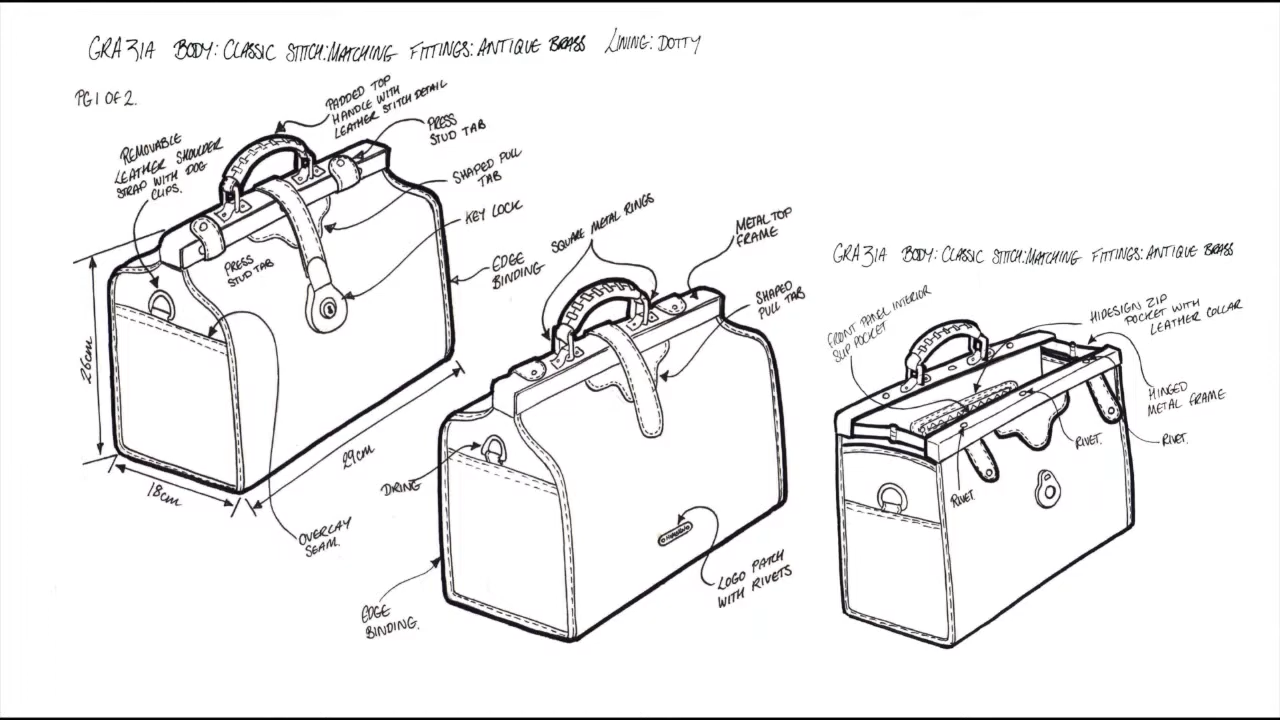 GRAZIA BODY: CLASSIC STITCH: MATCHING FITTINGS: ANTIQUE BRASS LINING: DOTTY
PG 1 OF 2.
PADDED TOP
HANDLE WITH
LEATHER STITCH DETAIL
REMOVABLE
LEATHER SHOULDER
STRAP WITH DOG
CLIPS.
PRESS
STUD TAB
SHAPED PULL
TAB
KEY LOCK
EDGE
BINDING
PRESS
STUD TAB
26cm
18cm
29cm
OVERLAY
SEAM.
SQUARE METAL RINGS
METAL TOP
FRAME
SHAPED
PULL TAB
DRING
EDGE
BINDING.
LOGO PATCH
WITH RIVETS
GRAZIA BODY: CLASSIC STITCH: MATCHING FITTINGS: ANTIQUE BRASS
FRONT PANEL INTERIOR
SLIP POCKET
HIDESIGN ZIP
POCKET WITH
LEATHER COLLAR
HINGED
METAL FRAME
RIVET.
RIVET.
RIVET.